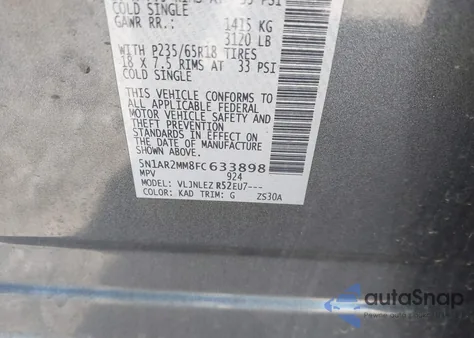 COLD SINGLE
GAWR RR.: 1415 KG
3120 LB
WITH P235/65R18 TIRES
18 X 7.5 RIMS AT 33 PSI
COLD SINGLE
THIS VEHICLE CONFORMS TO
ALL APPLICABLE FEDERAL
MOTOR VEHICLE SAFETY AND
THEFT PREVENTION
STANDARDS IN EFFECT ON
THE DATE OF MANUFACTURE
SHOWN ABOVE.
5N1AR2MM8FC633898
MPV 924
MODEL: VLJNLEZ R52EU7---
COLOR: KAD TRIM: G ZS30A
autoSnap
Powered by